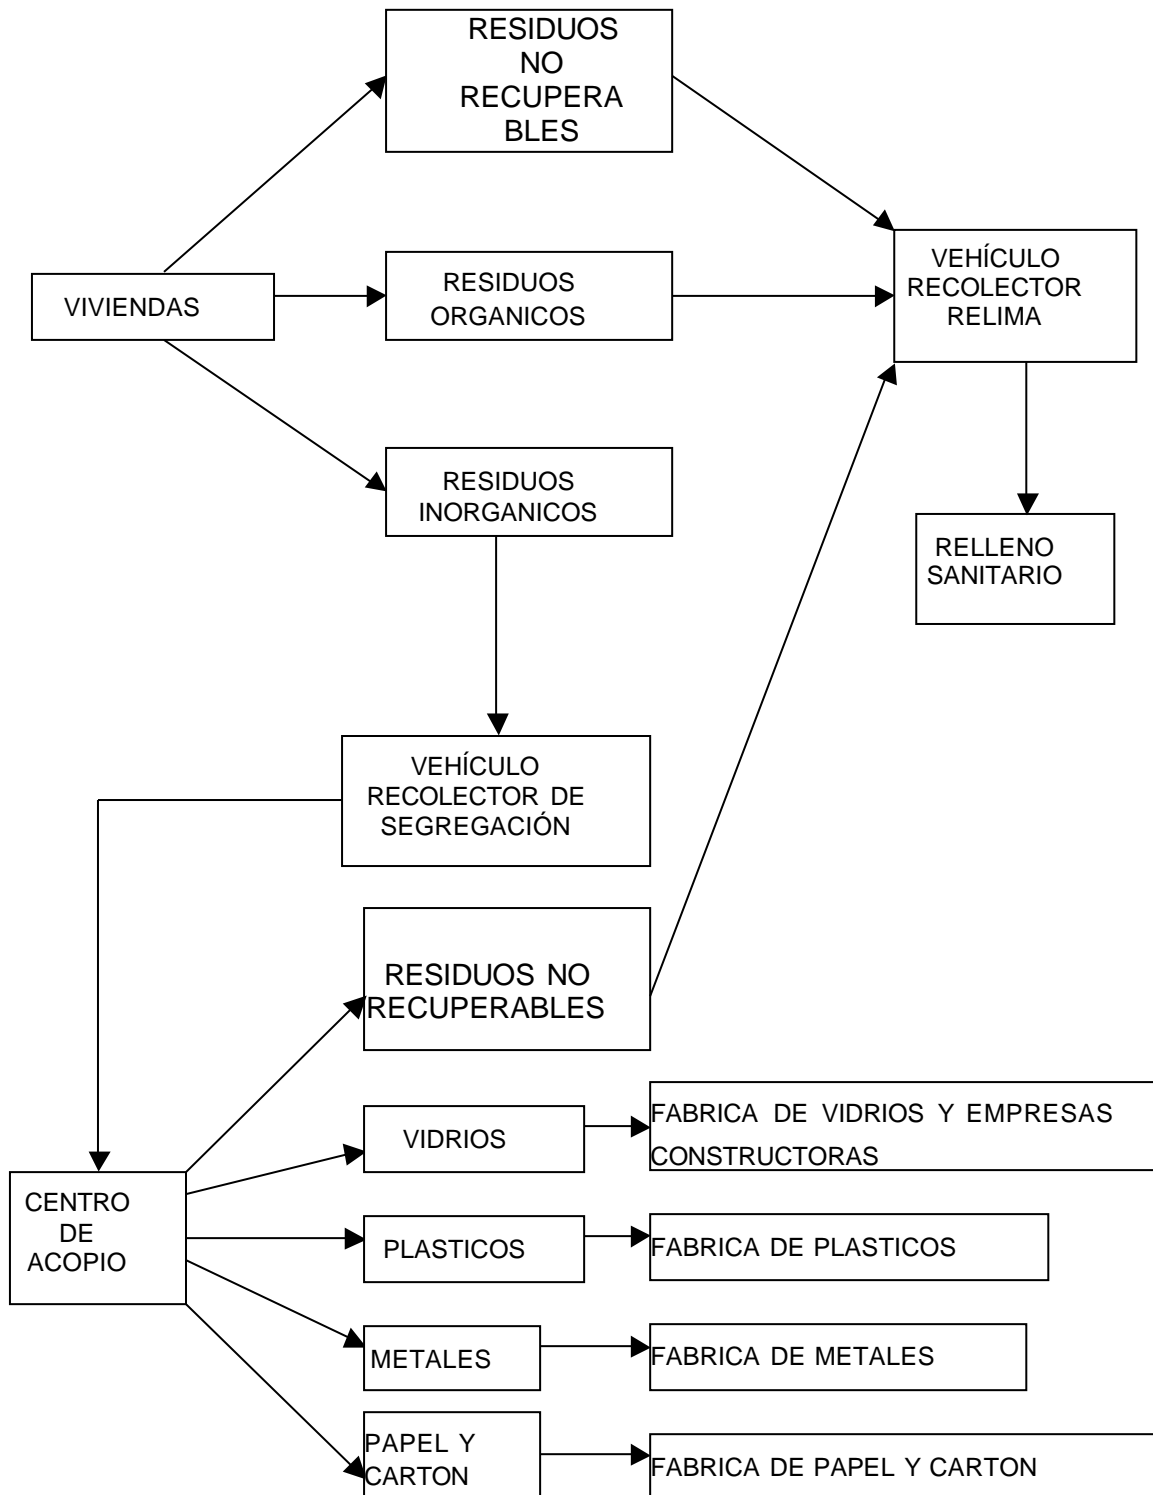 RESIDUOS
NO
RECUPERA
BLES
VIVIENDAS
RESIDUOS
ORGANICOS
VEHÍCULO
RECOLECTOR
RELIMA
RESIDUOS
INORGANICOS
RELLENO
SANITARIO
VEHÍCULO
RECOLECTOR DE
SEGREGACIÓN
RESIDUOS NO
RECUPERABLES
CENTRO
DE
ACOPIO
VIDRIOS
FABRICA DE VIDRIOS Y EMPRESAS
CONSTRUCTORAS
PLASTICOS
FABRICA DE PLASTICOS
METALES
FABRICA DE METALES
PAPEL Y
CARTON
FABRICA DE PAPEL Y CARTON